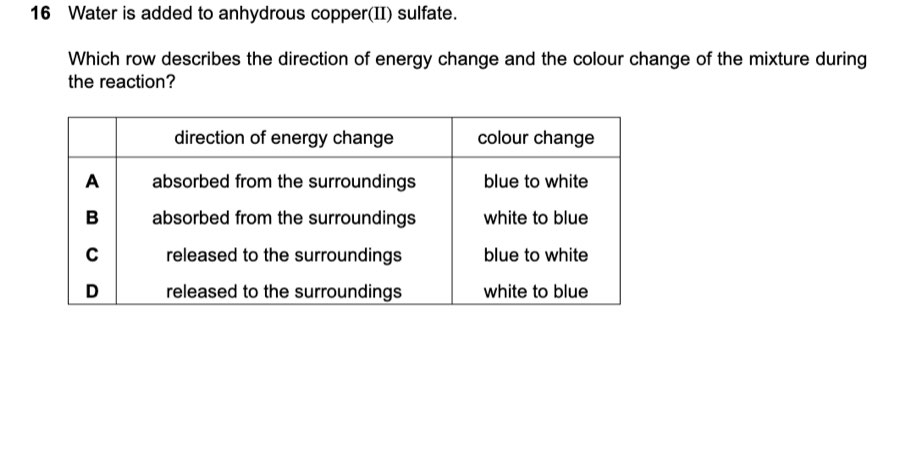 16 Water is added to anhydrous copper(II) sulfate.
Which row describes the direction of energy change and the colour change of the mixture during
the reaction?
direction of energy change colour change
A absorbed from the surroundings blue to white
B absorbed from the surroundings white to blue
C released to the surroundings blue to white
D released to the surroundings white to blue